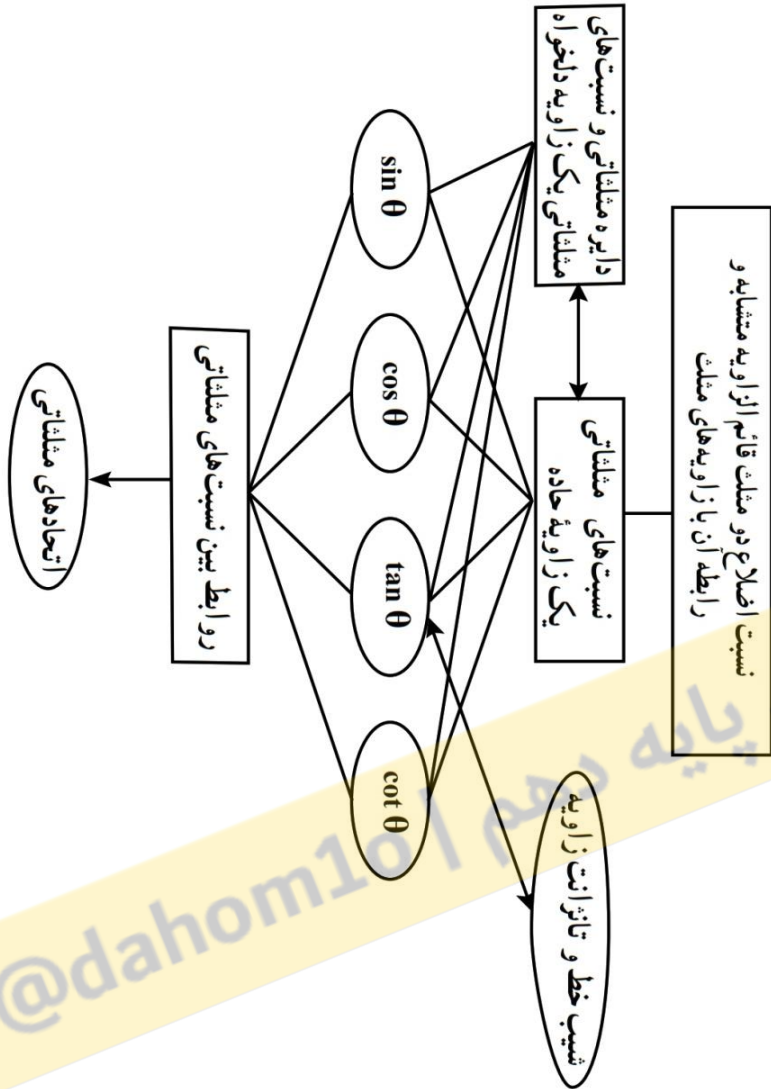 نسبت اضلاع دو مثلث قائم الزاویه متشابه و
رابطه آن با زاویه‌های مثلث
دایره مثلثاتی و نسبت‌های
مثلثاتی یک زاویه دلخواه
نسبت‌های مثلثاتی
یک زاویهٔ حاده
شیب خط و تانژانت زاویه
sin θ
cos θ
tan θ
cot θ
روابط بین نسبت‌های مثلثاتی
اتحادهای مثلثاتی
پایه دهم | @dahom1o